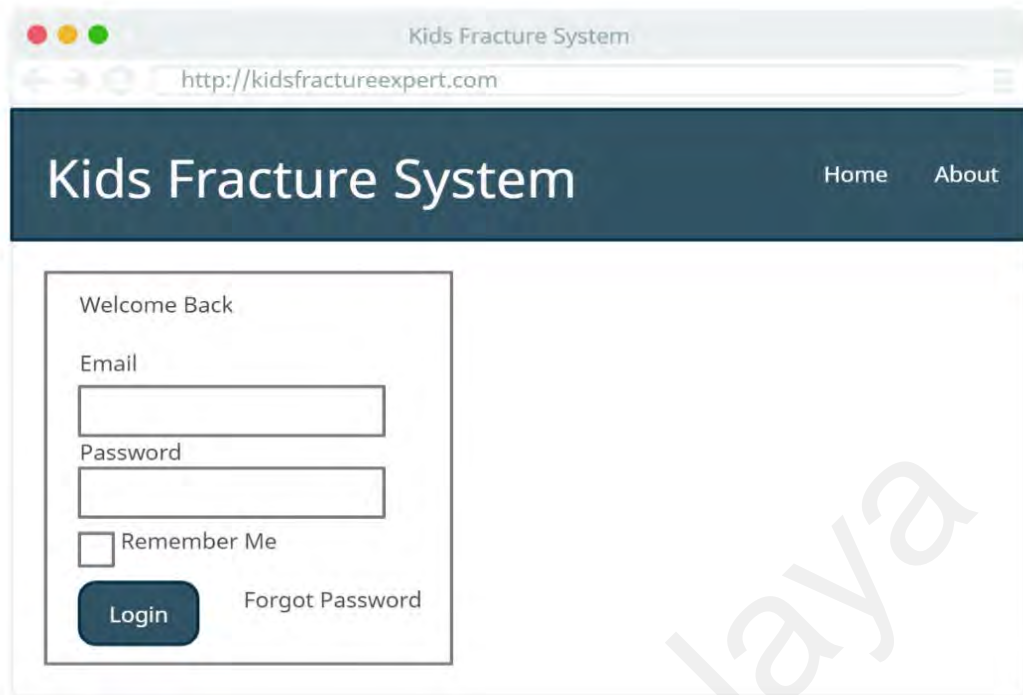 Kids Fracture System
http://kidsfractureexpert.com
Kids Fracture System
Home About
Welcome Back
Email
Password
Remember Me
Login Forgot Password
laya